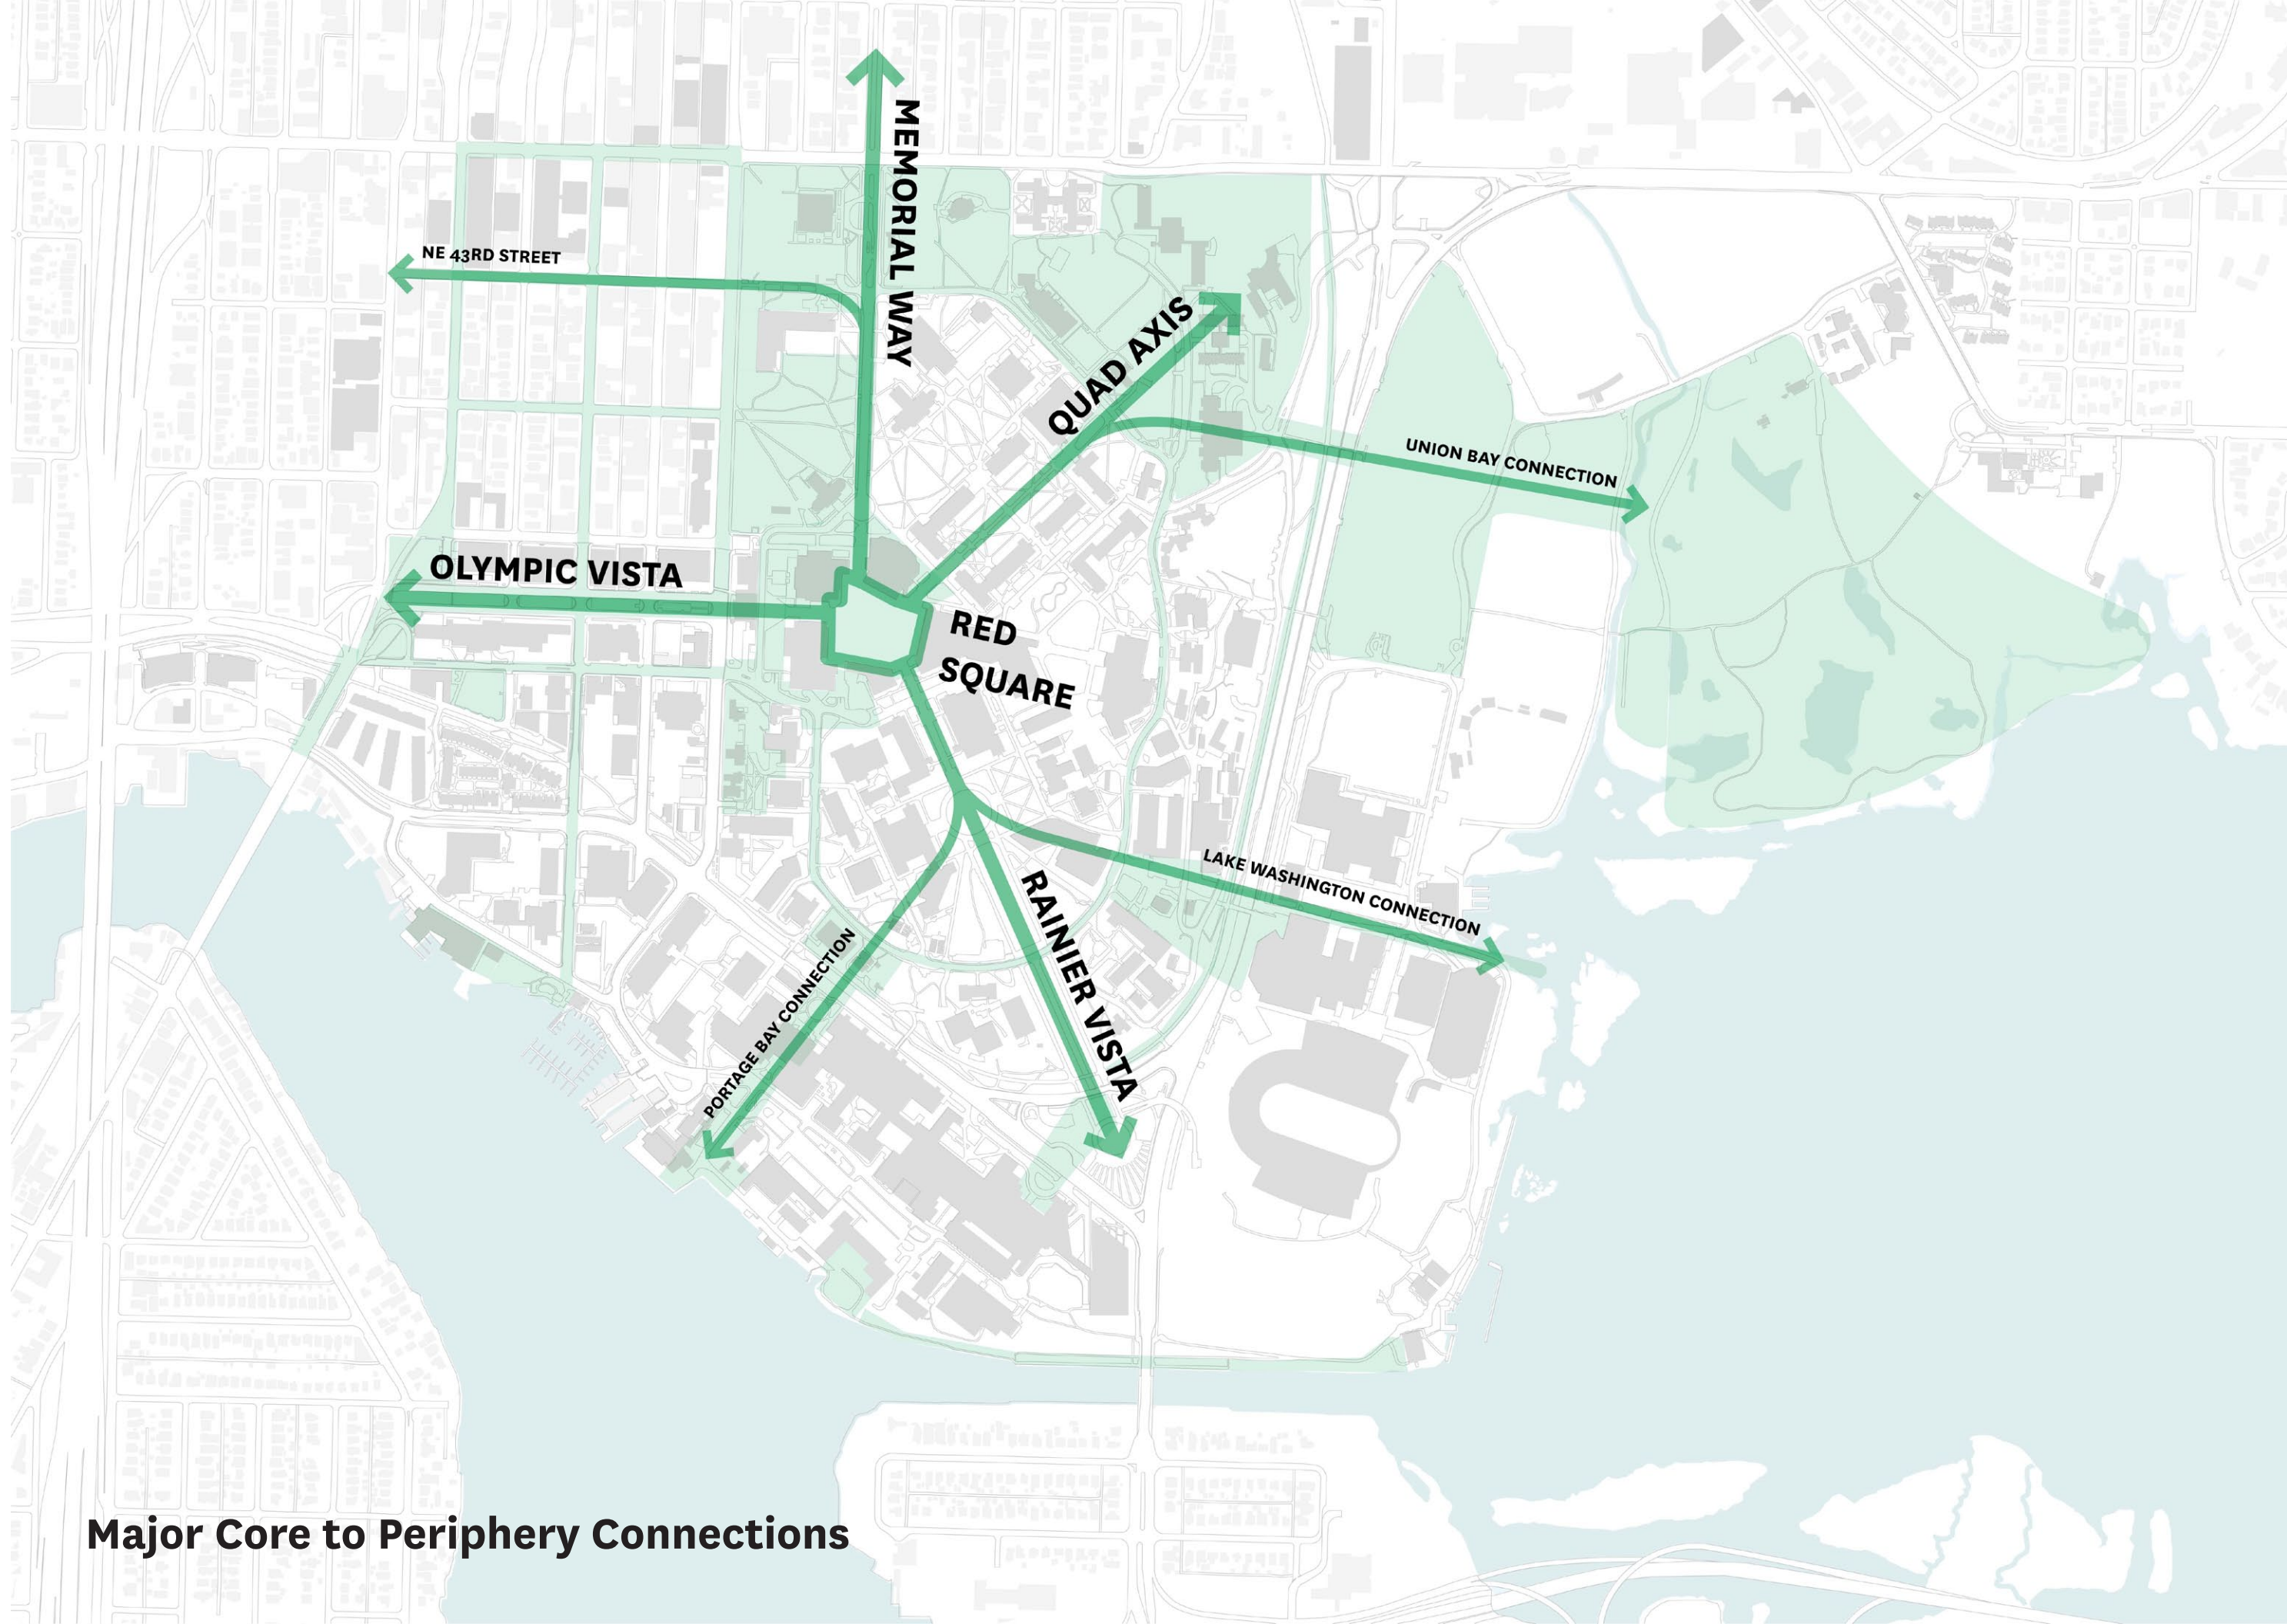 MEMORIAL WAY
NE 43RD STREET
QUAD AXIS
UNION BAY CONNECTION
OLYMPIC VISTA
RED
SQUARE
LAKE WASHINGTON CONNECTION
RAINIER VISTA
PORTAGE BAY CONNECTION
Major Core to Periphery Connections